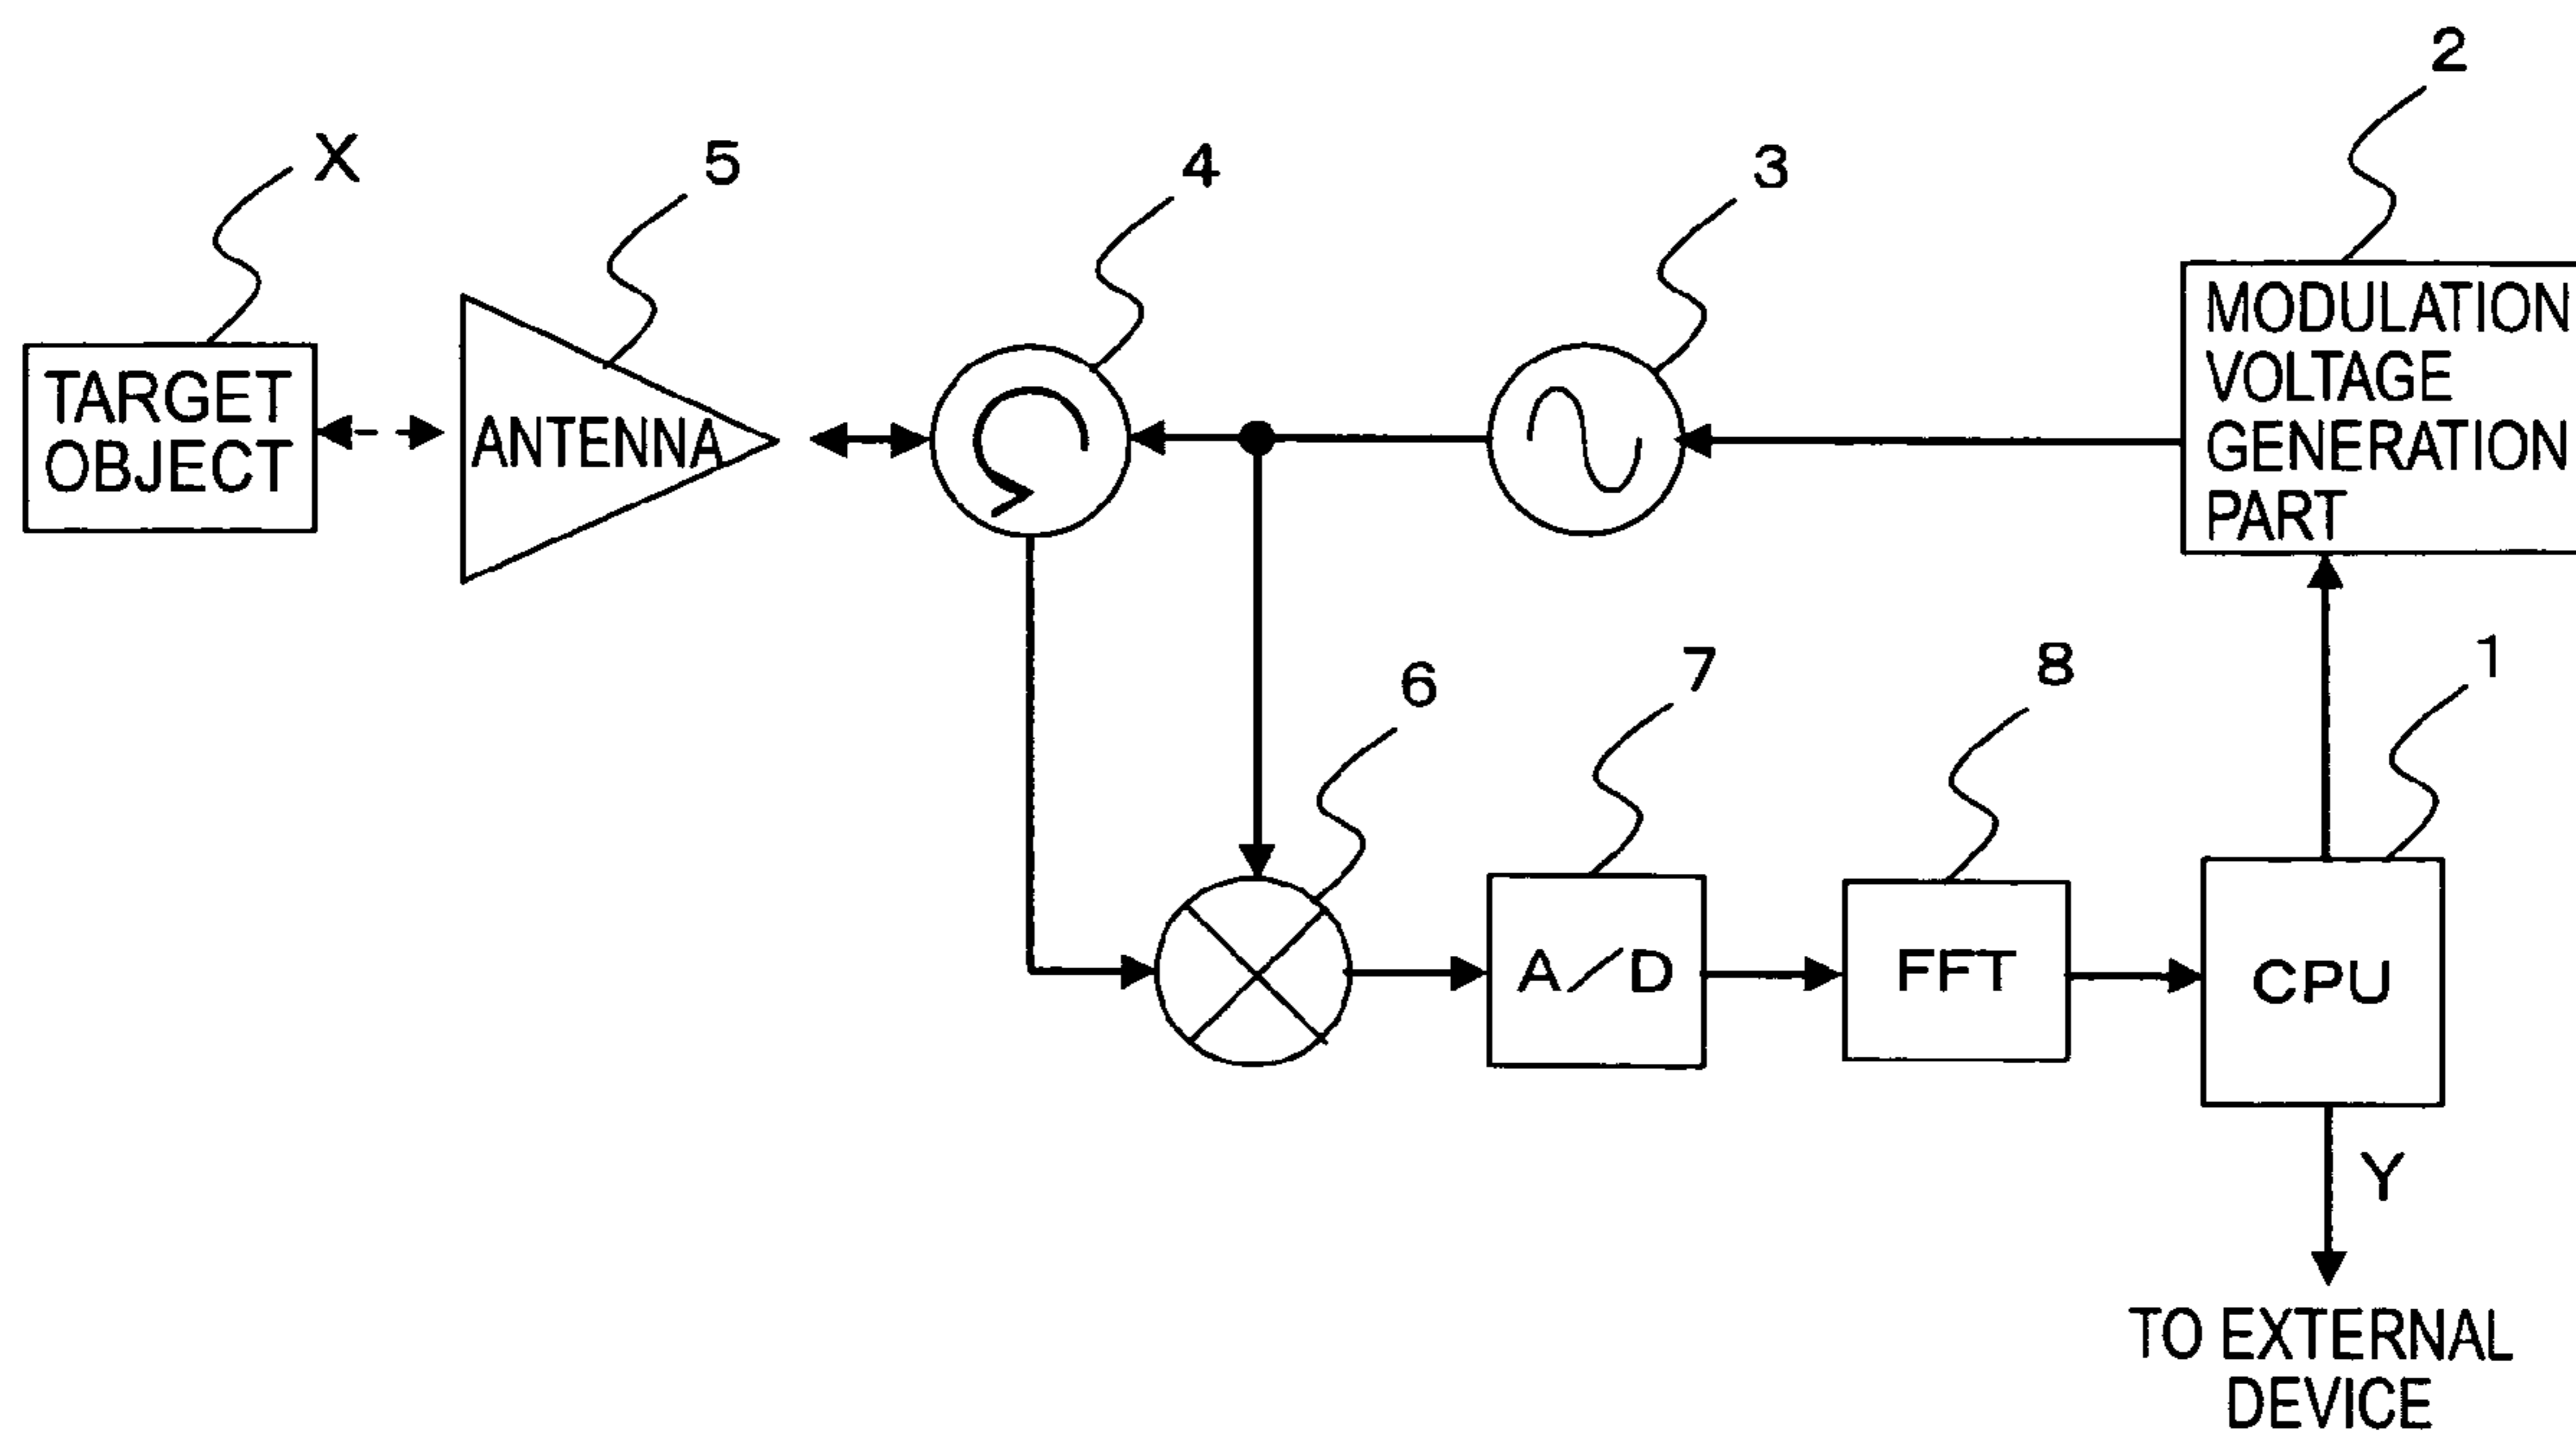 2
X
5
4
3
MODULATION
VOLTAGE
GENERATION
PART
TARGET
OBJECT
ANTENNA
6
7
8
1
A/D
FFT
CPU
Y
TO EXTERNAL
DEVICE